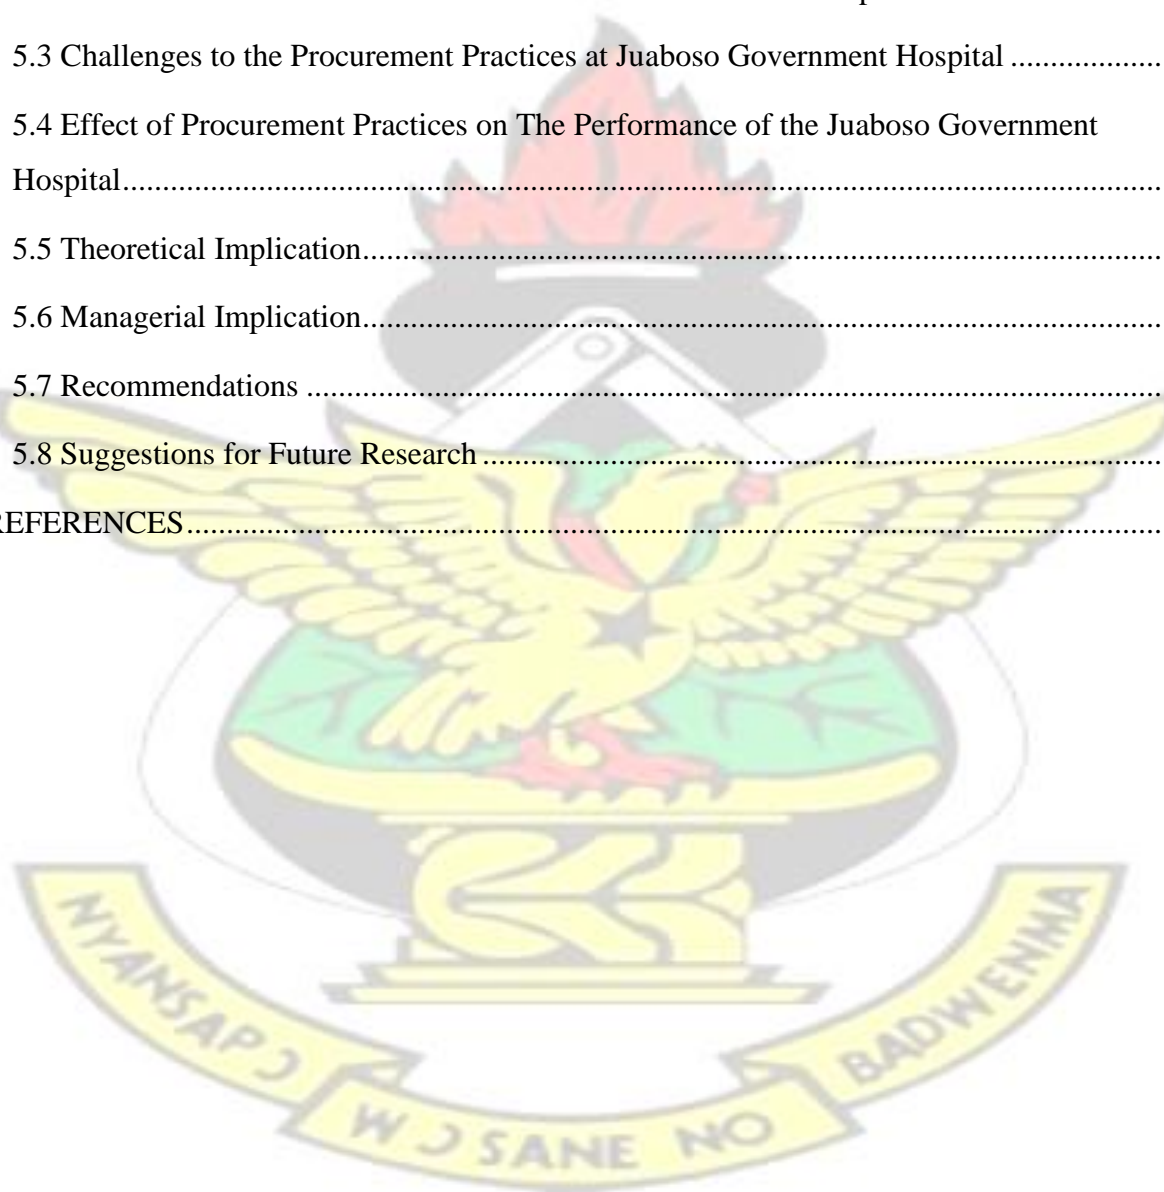 5.3 Challenges to the Procurement Practices at Juaboso Government Hospital ..................
5.4 Effect of Procurement Practices on The Performance of the Juaboso Government
Hospital..........................................................................................................
5.5 Theoretical Implication................................................................................
5.6 Managerial Implication................................................................................
5.7 Recommendations ......................................................................................
5.8 Suggestions for Future Research ....................................................................
REFERENCES..................................................................................................
NYANSAPƆ
WƆSANE NO
BADWENMA